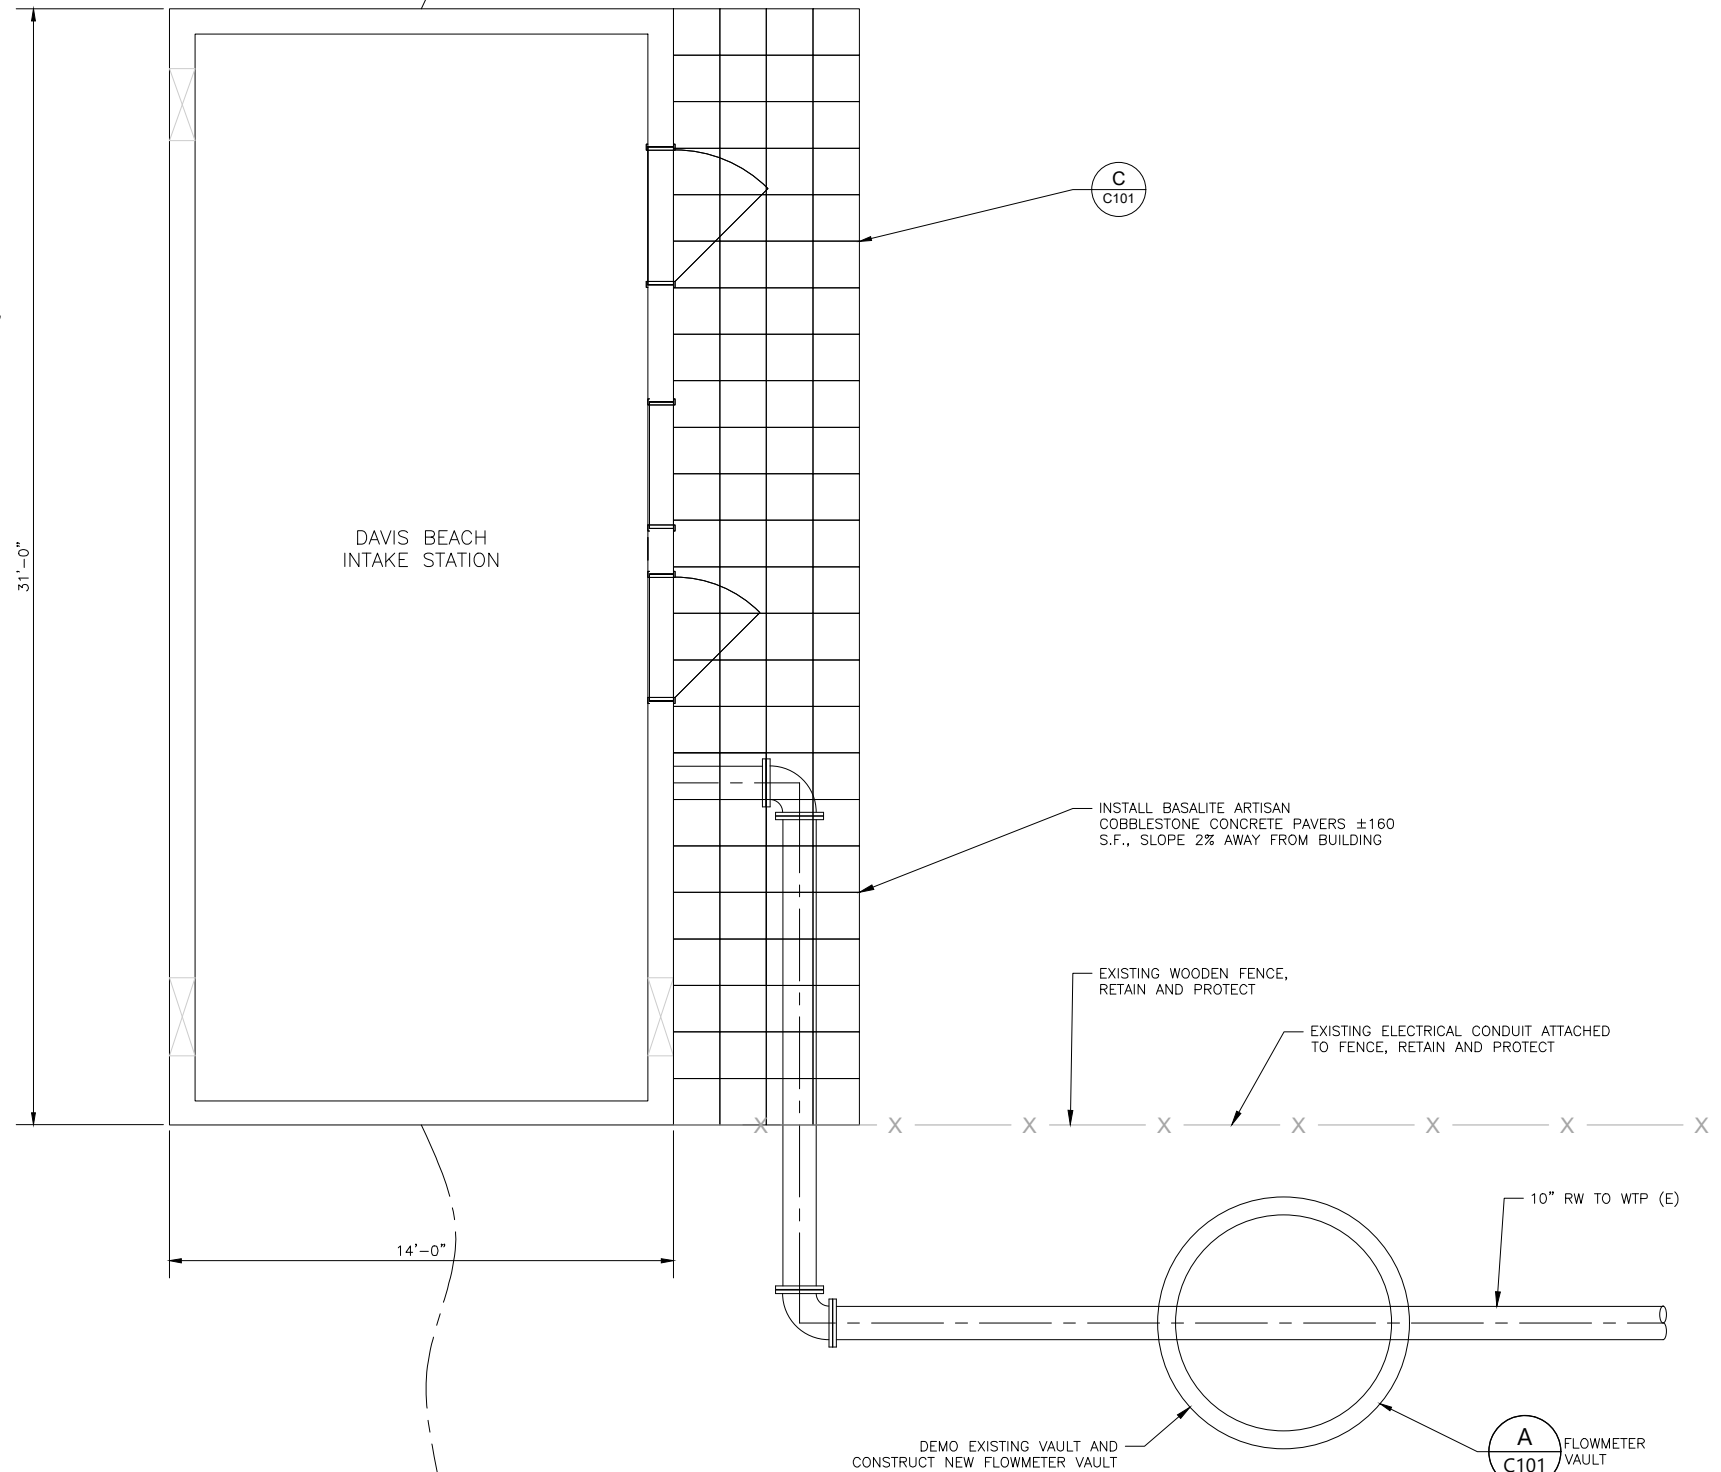 C
C101
31'-0"
DAVIS BEACH
INTAKE STATION
INSTALL BASALITE ARTISAN
COBBLESTONE CONCRETE PAVERS ±160
S.F., SLOPE 2% AWAY FROM BUILDING
EXISTING WOODEN FENCE,
RETAIN AND PROTECT
EXISTING ELECTRICAL CONDUIT ATTACHED
TO FENCE, RETAIN AND PROTECT
X X X X X X X X
10" RW TO WTP (E)
14'-0"
DEMO EXISTING VAULT AND
CONSTRUCT NEW FLOWMETER VAULT
A
C101
FLOWMETER
VAULT